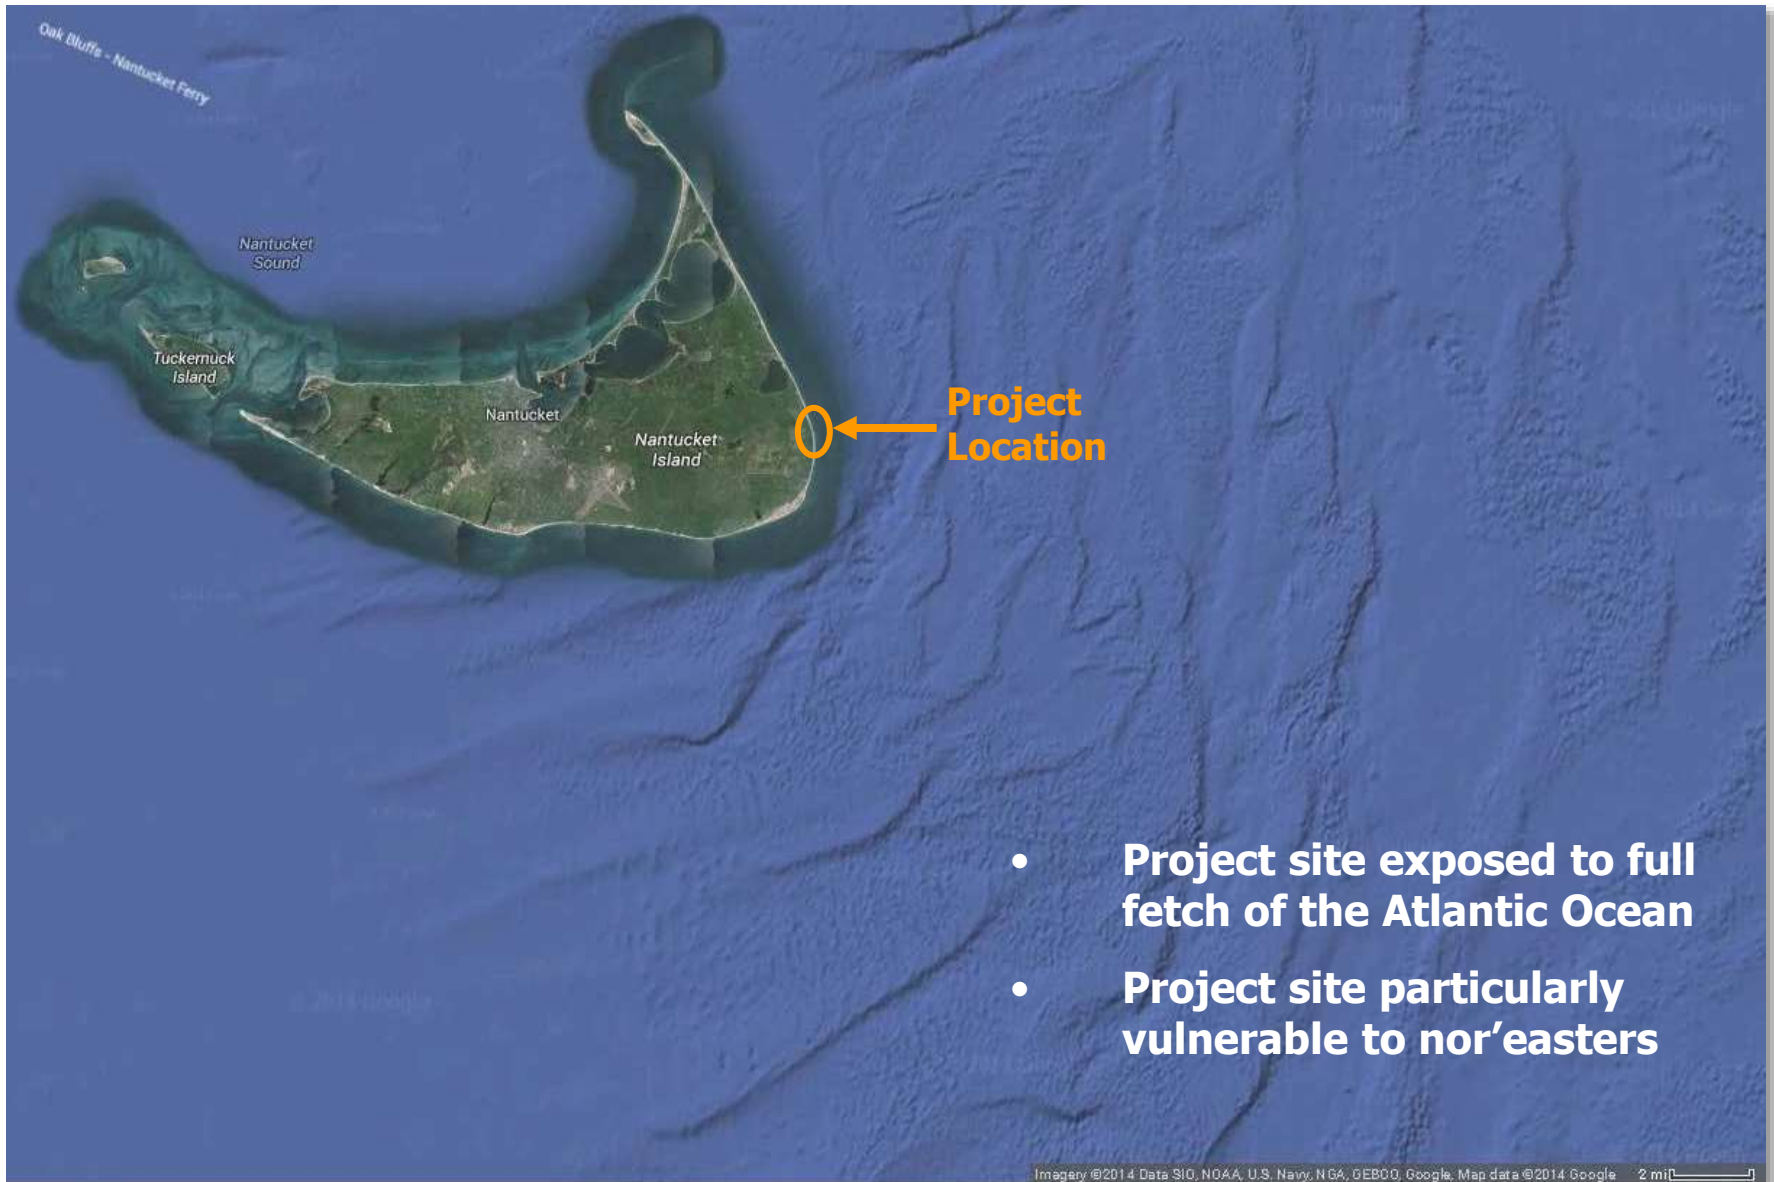 Oak Bluffs - Nantucket Ferry
Nantucket
Sound
Tuckernuck
Island
Nantucket
Nantucket
Island
Project
Location
• Project site exposed to full
fetch of the Atlantic Ocean
• Project site particularly
vulnerable to nor’easters
Imagery ©2014 Data SIO, NOAA, U.S. Navy, NGA, GEBCO, Google, Map data ©2014 Google 2 mi